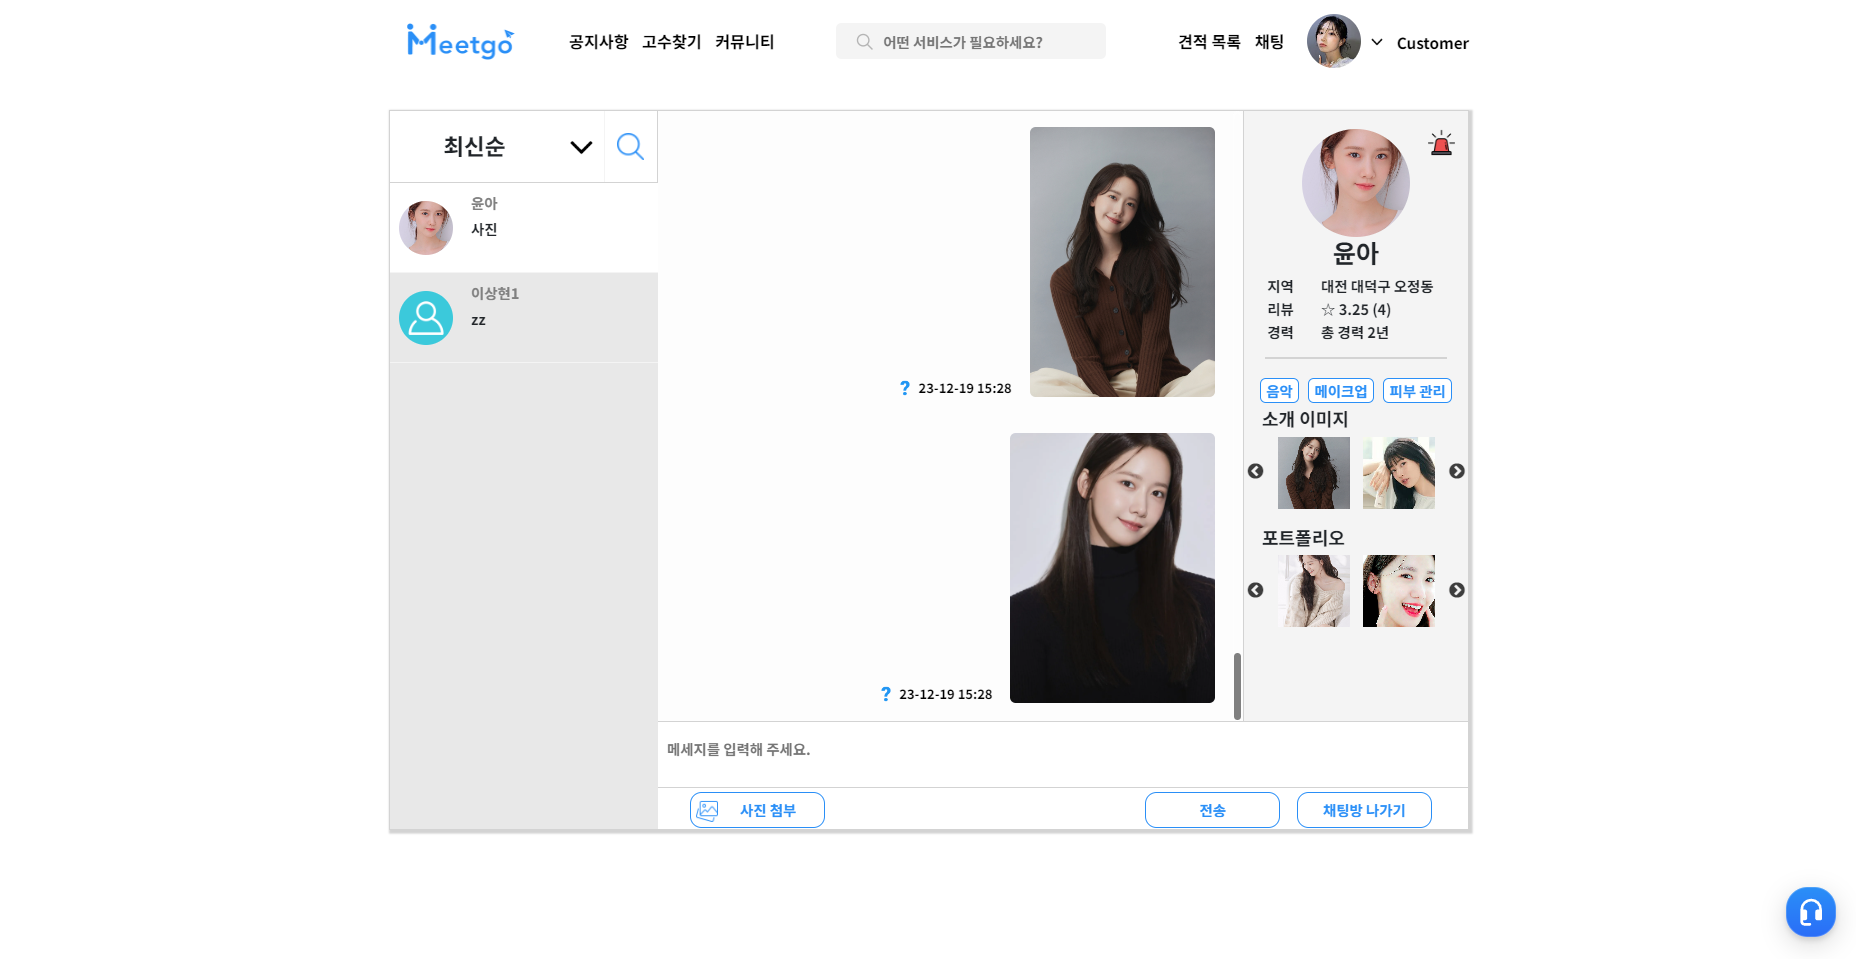 Meetgo
공지사항 고수찾기 커뮤니티
어떤 서비스가 필요하세요?
견적 목록 채팅
Customer
최신순
윤아
사진
이상현1
zz
? 23-12-19 15:28
? 23-12-19 15:28
윤아
지역 대전 대덕구 오정동
리뷰 ☆ 3.25 (4)
경력 총 경력 2년
음악 메이크업 피부 관리
소개 이미지
포트폴리오
메세지를 입력해 주세요.
사진 첨부
전송
채팅방 나가기